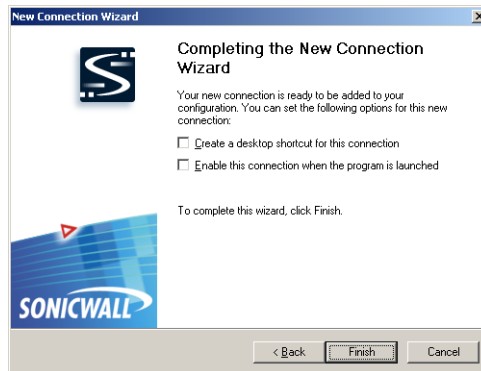 New Connection Wizard
Completing the New Connection
Wizard
Your new connection is ready to be added to your
configuration. You can set the following options for this new
connection:
Create a desktop shortcut for this connection
Enable this connection when the program is launched
To complete this wizard, click Finish.
SONICWALL
< Back
Finish
Cancel